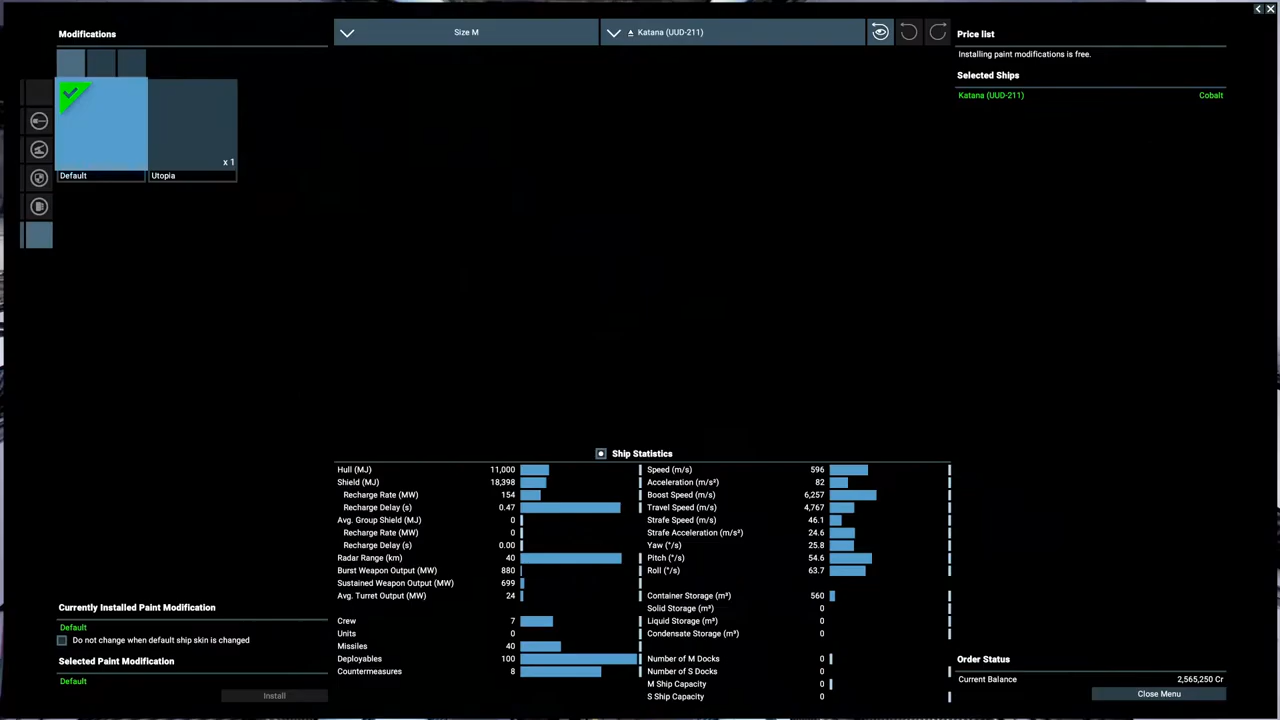 Modifications
Size M
Katana (UUD-211)
Price list
Installing paint modifications is free.
Selected Ships
Katana (UUD-211) Cobalt
x 1
Default Utopia
Ship Statistics
Hull (MJ) 11,000
Shield (MJ) 18,398
Recharge Rate (MW) 154
Recharge Delay (s) 0.47
Avg. Group Shield (MJ) 0
Recharge Rate (MW) 0
Recharge Delay (s) 0.00
Radar Range (km) 40
Burst Weapon Output (MW) 880
Sustained Weapon Output (MW) 699
Avg. Turret Output (MW) 24
Crew 7
Units 0
Missiles 40
Deployables 100
Countermeasures 8
Speed (m/s) 596
Acceleration (m/s²) 82
Boost Speed (m/s) 6,257
Travel Speed (m/s) 4,767
Strafe Speed (m/s) 46.1
Strafe Acceleration (m/s²) 24.6
Yaw (°/s) 25.8
Pitch (°/s) 54.6
Roll (°/s) 63.7
Container Storage (m³) 560
Solid Storage (m³) 0
Liquid Storage (m³) 0
Condensate Storage (m³) 0
Number of M Docks 0
Number of S Docks 0
M Ship Capacity 0
S Ship Capacity 0
Currently Installed Paint Modification
Default
Do not change when default ship skin is changed
Selected Paint Modification
Default
Install
Order Status
Current Balance 2,565,250 Cr
Close Menu